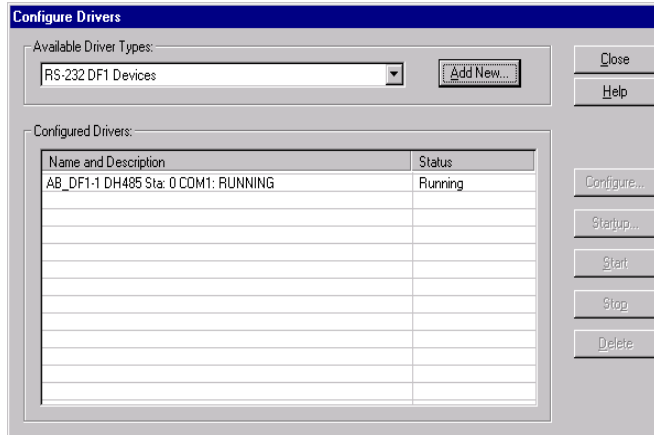 Configure Drivers
Available Driver Types:
RS-232 DF1 Devices
Add New...
Close
Help
Configured Drivers:
Name and Description Status
AB_DF1-1 DH485 Sta: 0 COM1: RUNNING Running
Configure...
Startup...
Start
Stop
Delete